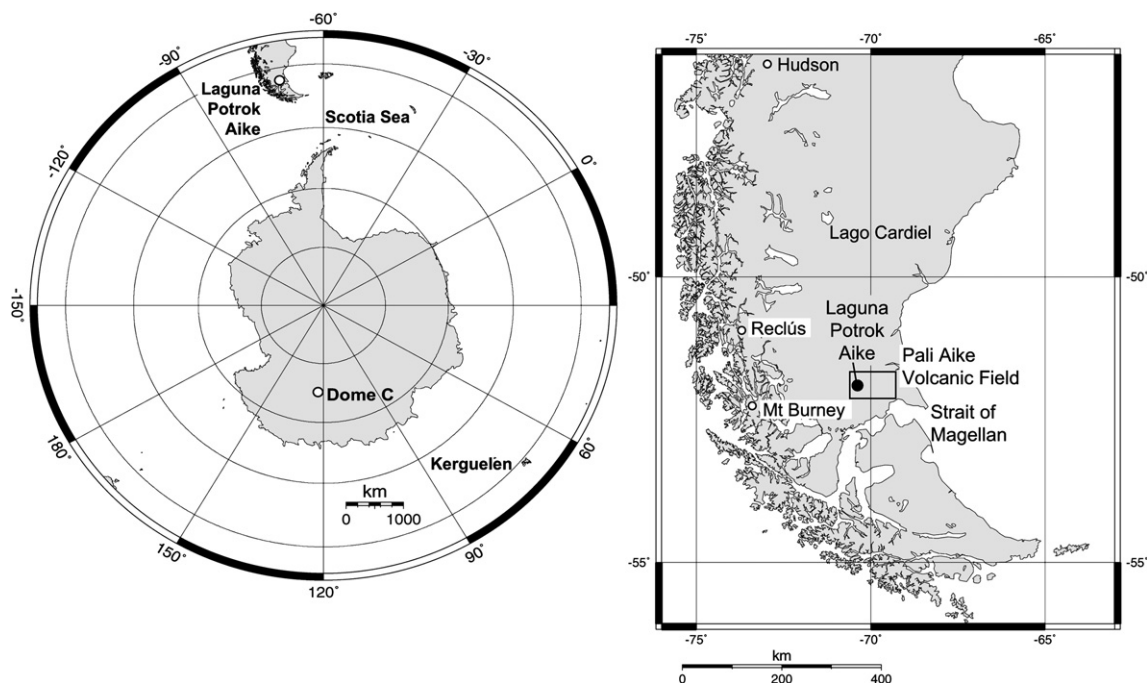 -60°
-90°
-30°
Laguna
Potrok
Aike
Scotia Sea
-120°
0°
-150°
Dome C
180°
Kerguelen
60°
km
0 1000
150°
90°
120°
-75° -70° -65°
Hudson
Lago Cardiel
-50° -50°
Laguna
Potrok
Aike
Reclús
Pali Aike
Volcanic Field
Mt Burney
Strait of
Magellan
-55° -55°
-75° -70° -65°
km
0 200 400